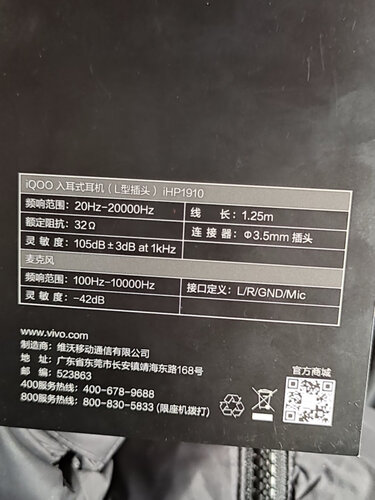 iQOO 入耳式耳机（L型插头）iHP1910
频响范围：20Hz-20000Hz 线 长：1.25m
额定阻抗：32Ω 连 接 器：Φ3.5mm 插头
灵 敏 度：105dB±3dB at 1kHz
麦克风
频响范围：100Hz-10000Hz 接口定义：L/R/GND/Mic
灵 敏 度：-42dB
www.vivo.com
制造商：维沃移动通信有限公司
地 址：广东省东莞市长安镇靖海东路168号
邮 编：523863
400服务热线：400-678-9688
800服务热线：800-830-5833（限座机拨打）
官方商城